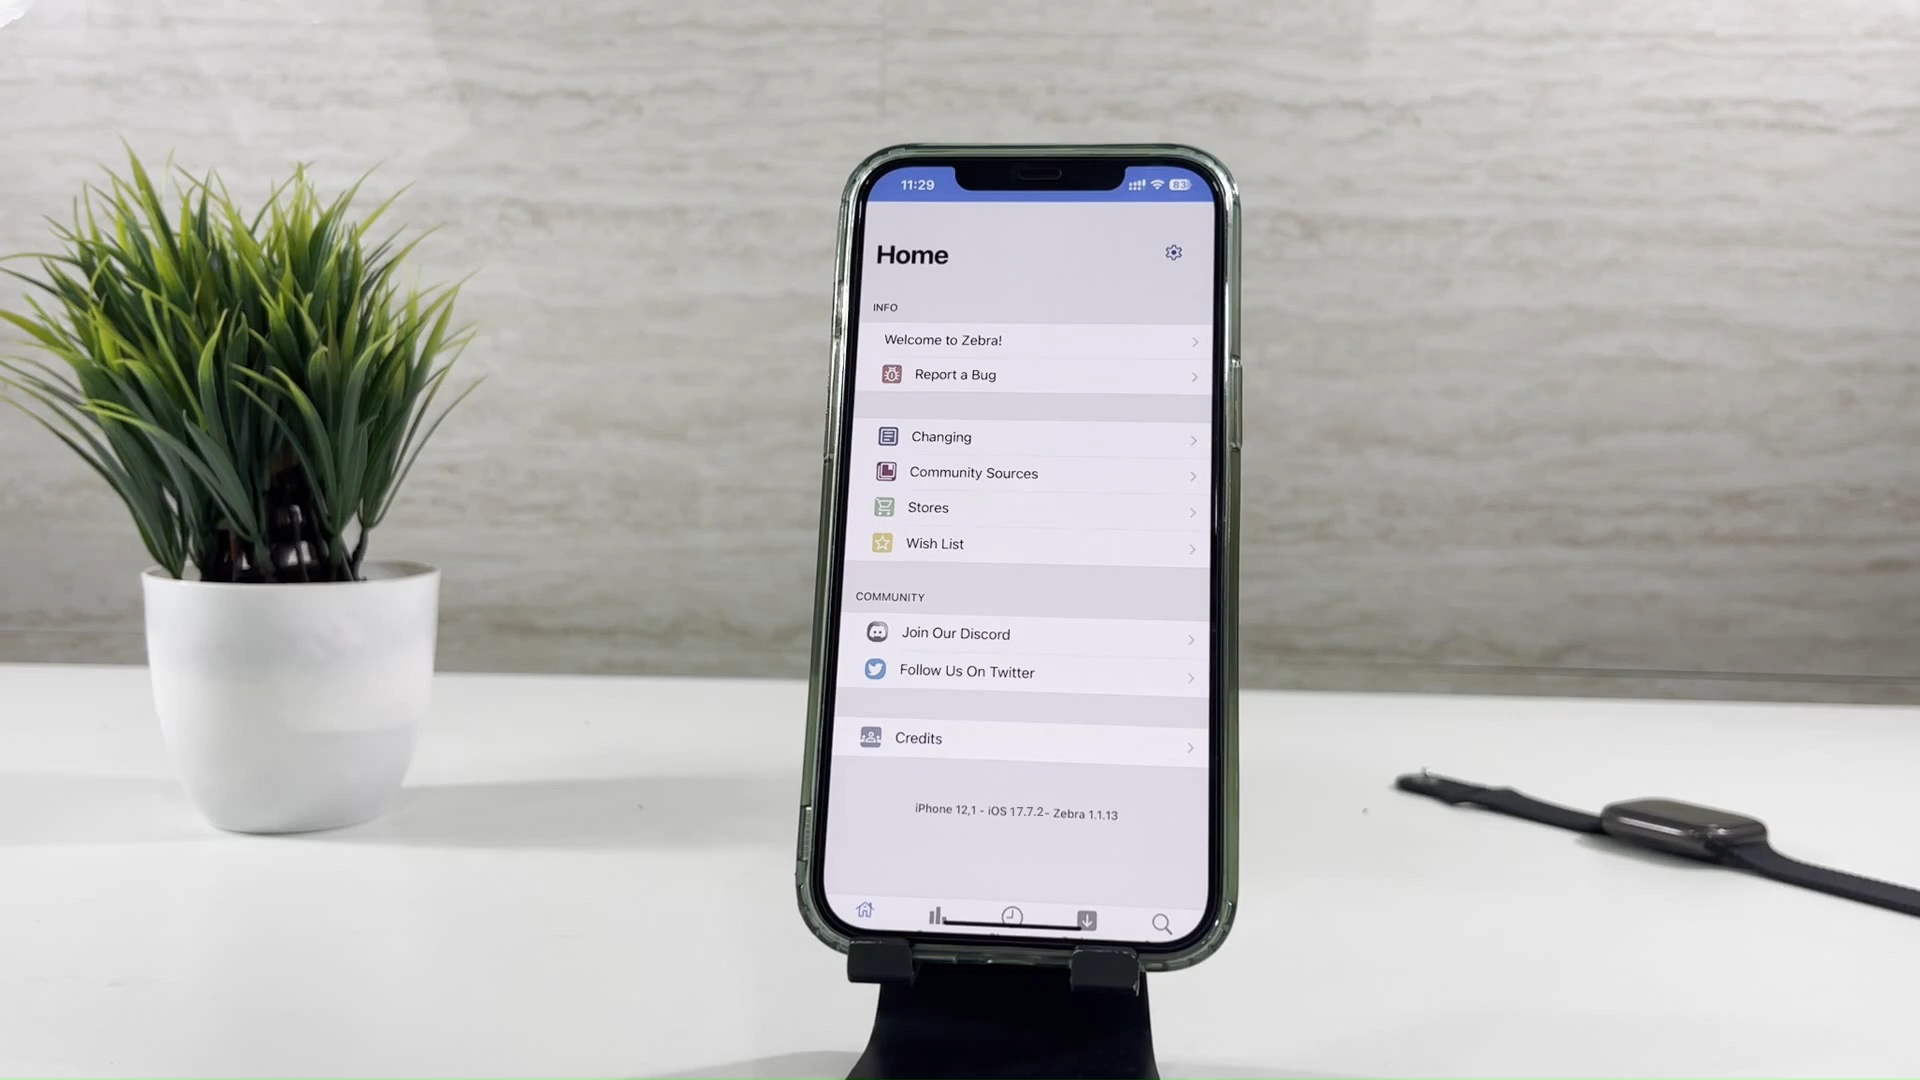 11:29
83
Home
INFO
Welcome to Zebra!
Report a Bug
Changing
Community Sources
Stores
Wish List
COMMUNITY
Join Our Discord
Follow Us On Twitter
Credits
iPhone 12,1 - iOS 17.7.2- Zebra 1.1.13